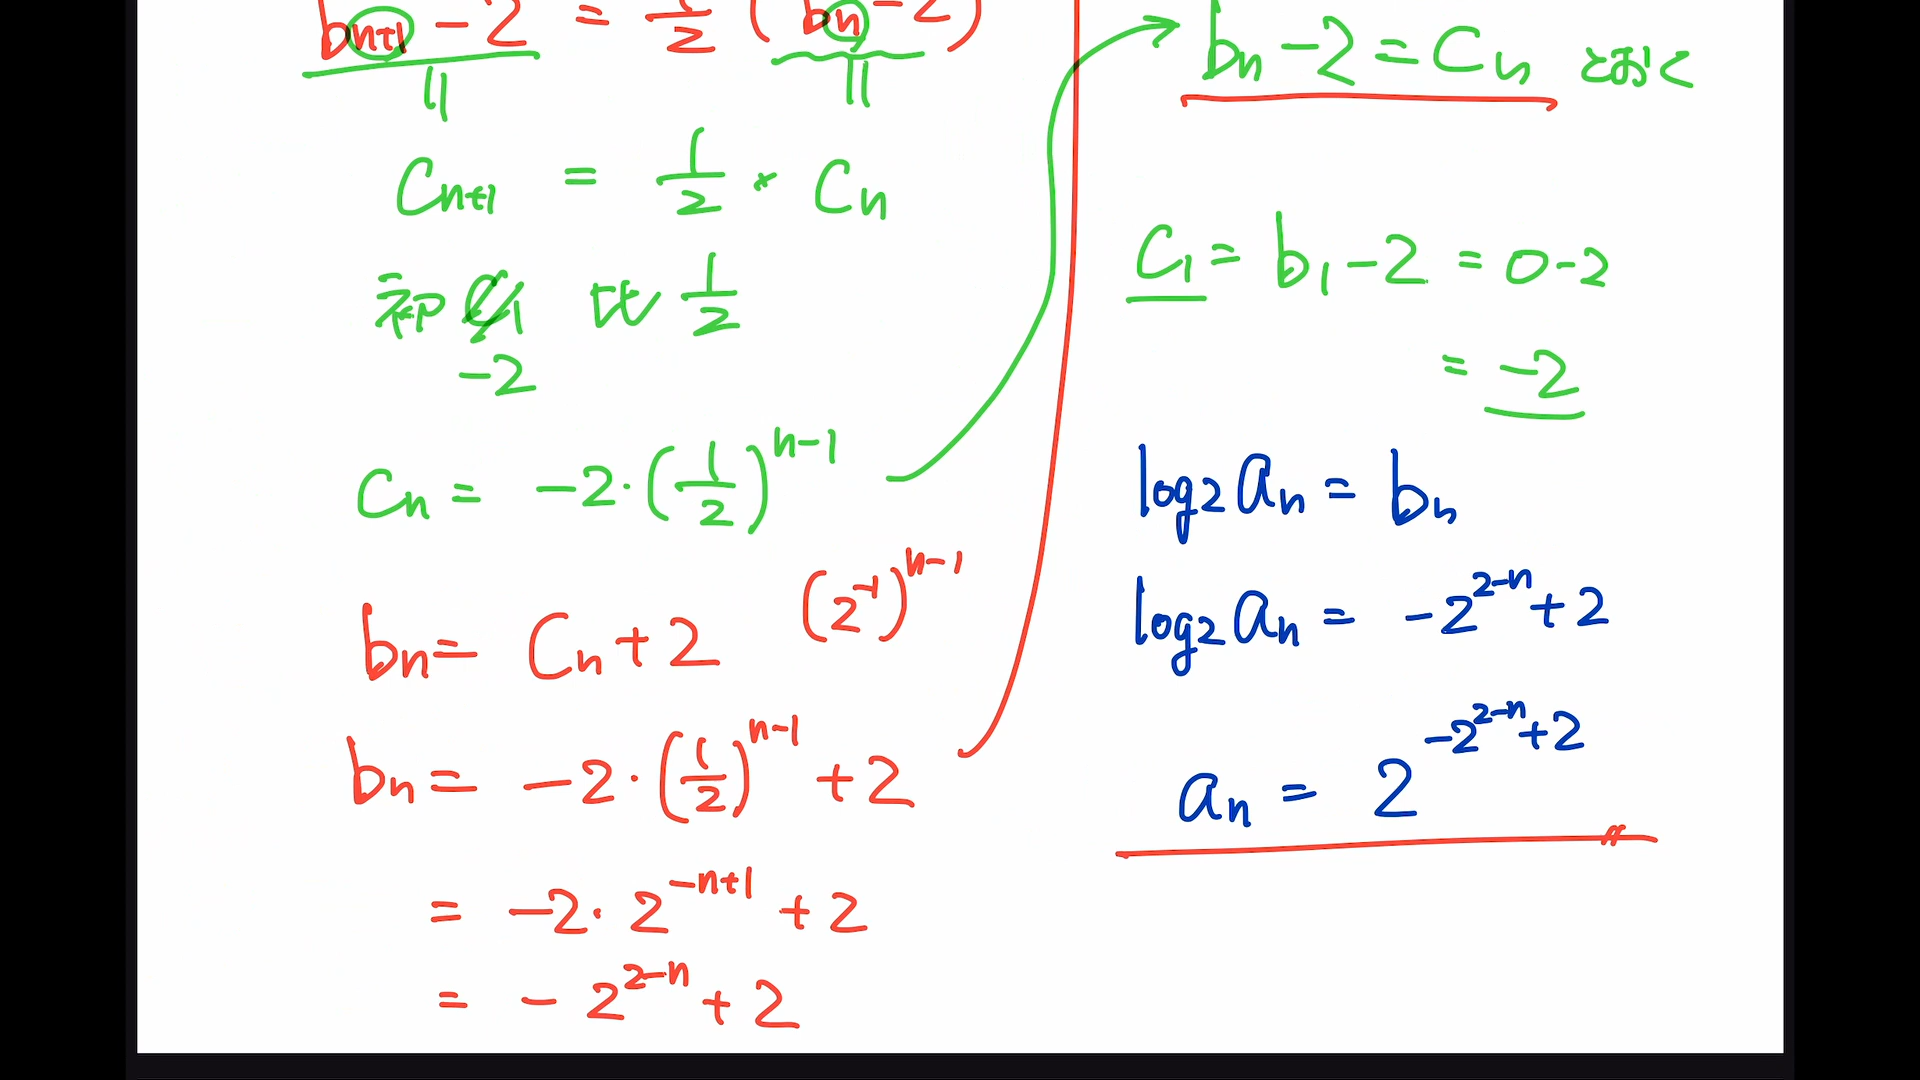 bn+1 − 2 = 1/2 (bn − 2)
|| ||
Cn+1 = 1/2 · Cn
初 C1 比 1/2
−2
Cn = −2·(1/2)^n−1
bn = Cn + 2 (2^−1)^n−1
bn = −2·(1/2)^n−1 + 2
= −2· 2^−n+1 + 2
= − 2^2−n + 2
bn − 2 = Cn とおく
C1 = b1 − 2 = 0 − 2
= −2
log2 an = bn
log2 an = −2^2−n + 2
an = 2^−2^2−n + 2